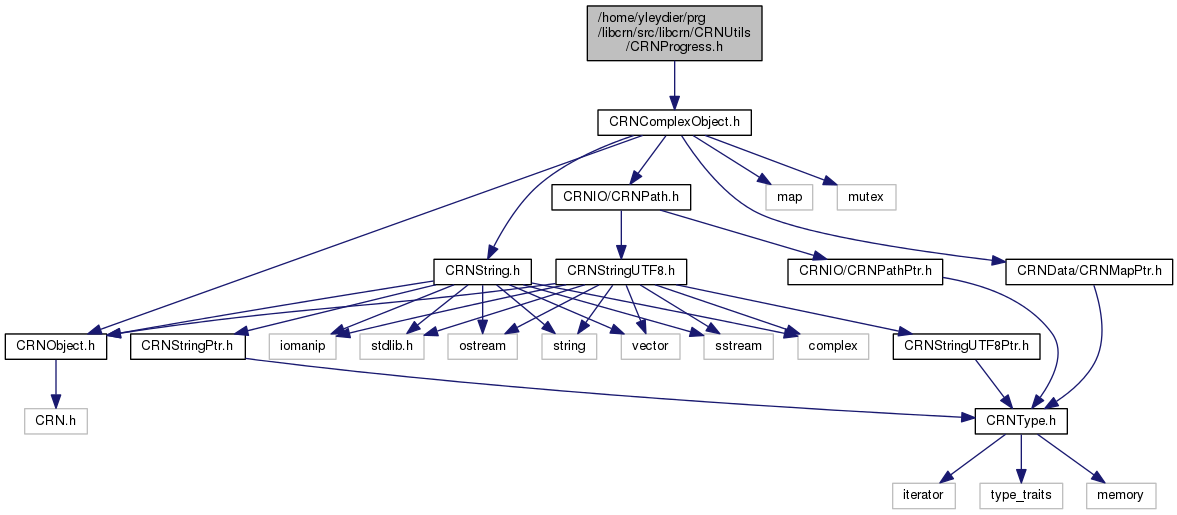 /home/yleydier/prg
/libcrn/src/libcrn/CRNUtils
/CRNProgress.h
CRNComplexObject.h
CRNIO/CRNPath.h
map
mutex
CRNString.h
CRNStringUTF8.h
CRNIO/CRNPathPtr.h
CRNData/CRNMapPtr.h
CRNObject.h
CRNStringPtr.h
iomanip
stdlib.h
ostream
string
vector
sstream
complex
CRNStringUTF8Ptr.h
CRN.h
CRNType.h
iterator
type_traits
memory